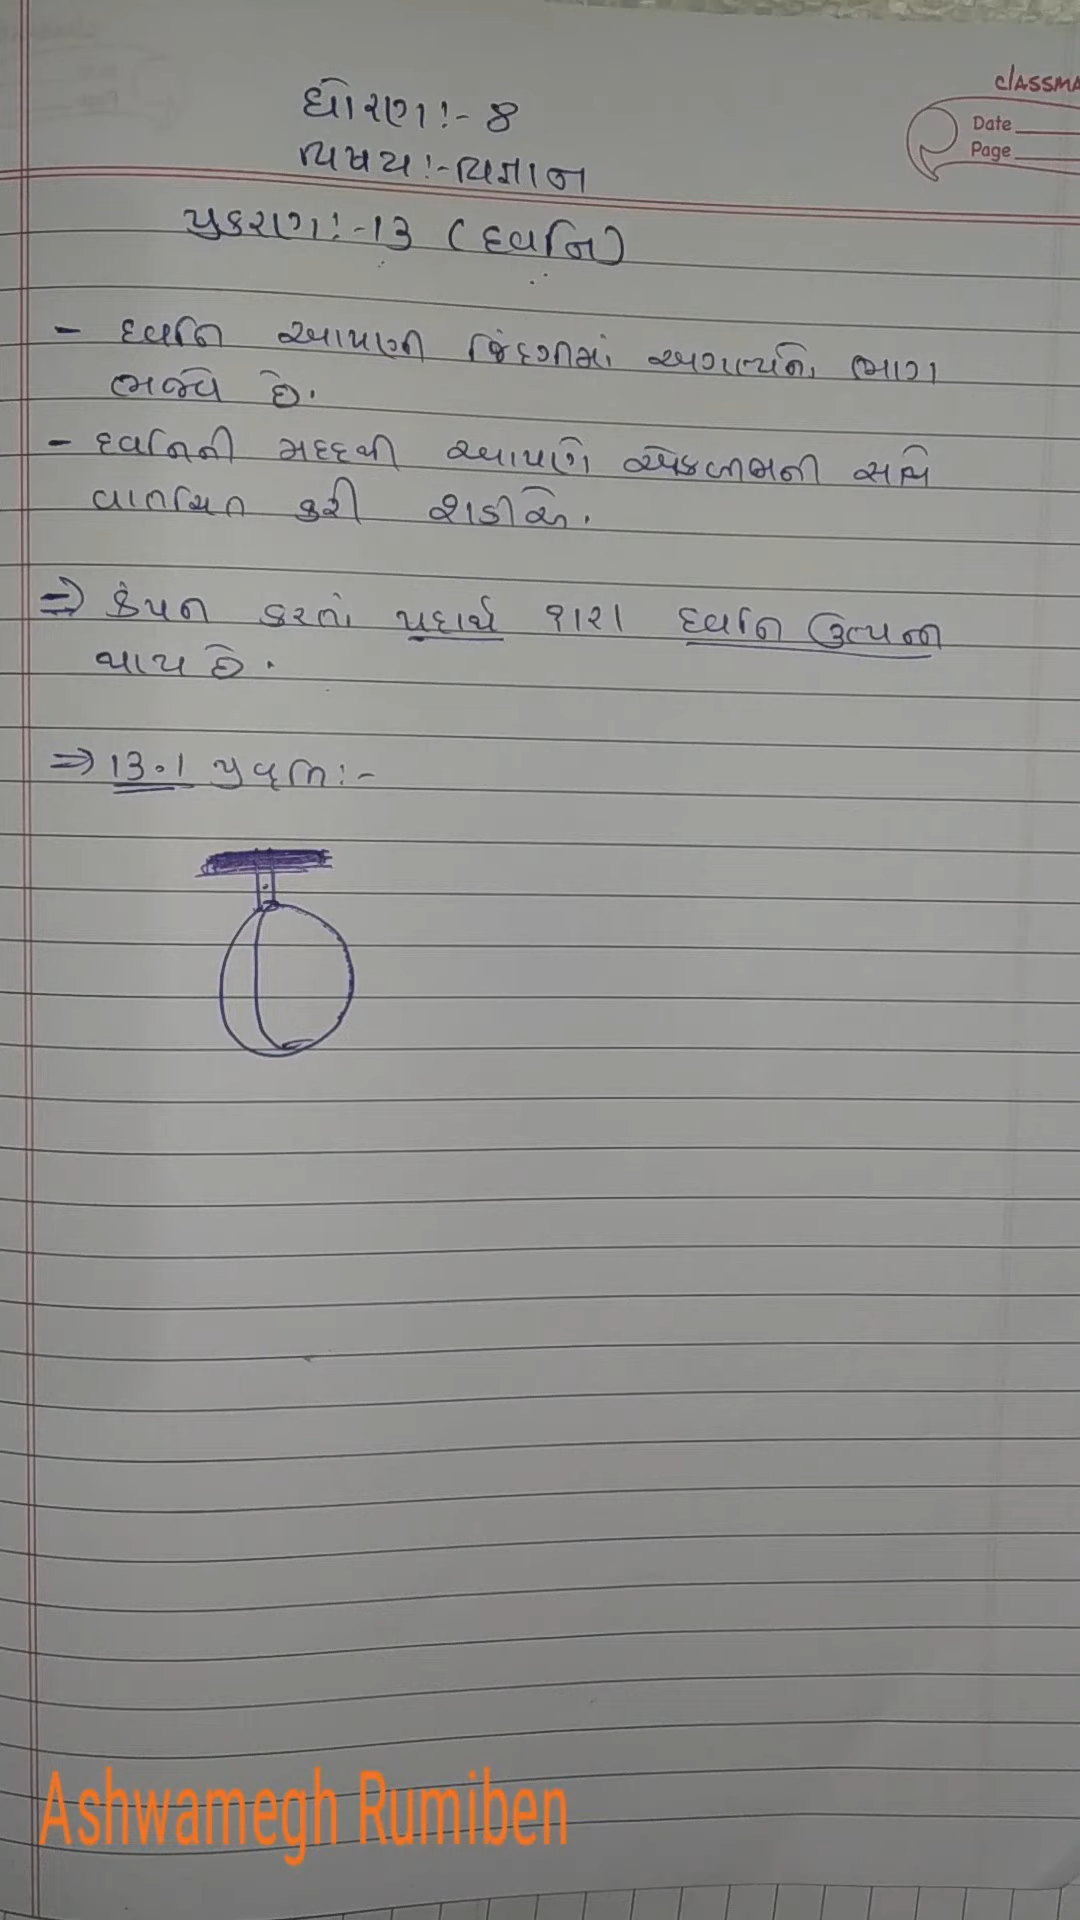 ધોરણ:- 8
વિષય:- વિજ્ઞાન
પ્રકરણ:-13 (ધ્વનિ)
classma
Date
Page
- ધ્વનિ આપણી જિંદગીમાં અગત્યનો ભાગ
ભજવે છે.
- ધ્વનિની મદદથી આપણે એકબીજાની સાથે
વાતચિત કરી શકીએ.
⇒ કંપન કરતાં પદાર્થ દ્વારા ધ્વનિ ઉત્પન્ન
થાય છે.
⇒ 13.1 પ્રવૃત્તિ:-
Ashwamegh Rumiben